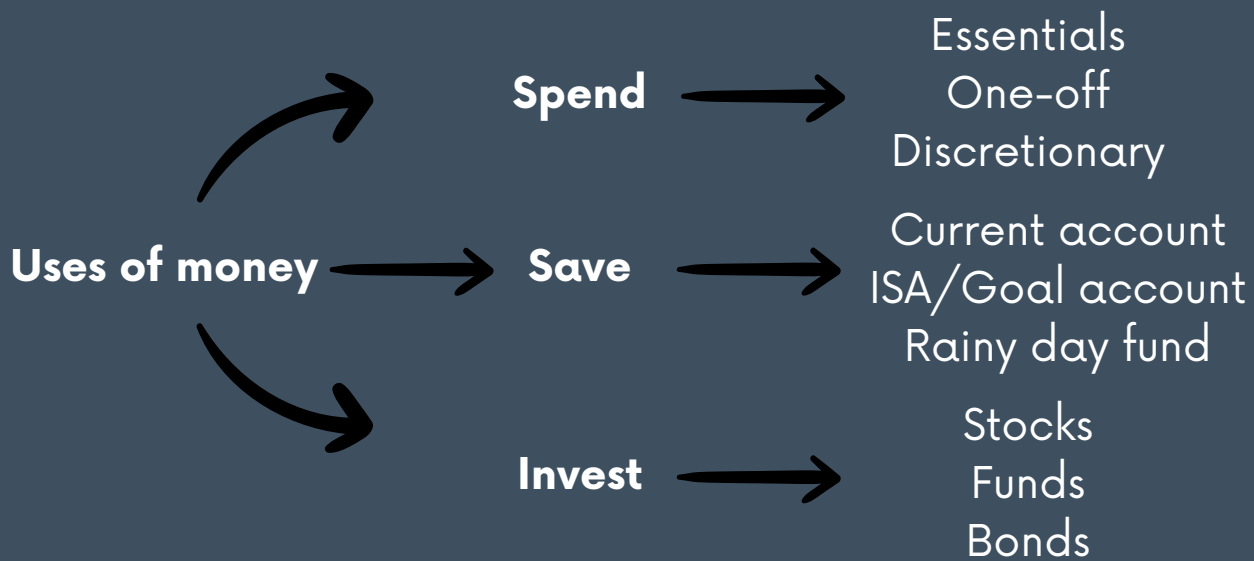 Uses of money
Spend
Essentials
One-off
Discretionary
Save
Current account
ISA/Goal account
Rainy day fund
Invest
Stocks
Funds
Bonds